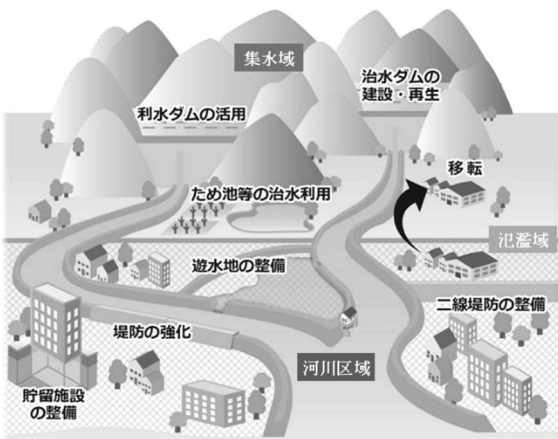 集水域
治水ダムの
建設・再生
利水ダムの活用
移転
ため池等の治水利用
氾濫域
遊水地の整備
二線堤防の整備
堤防の強化
河川区域
貯留施設
の整備